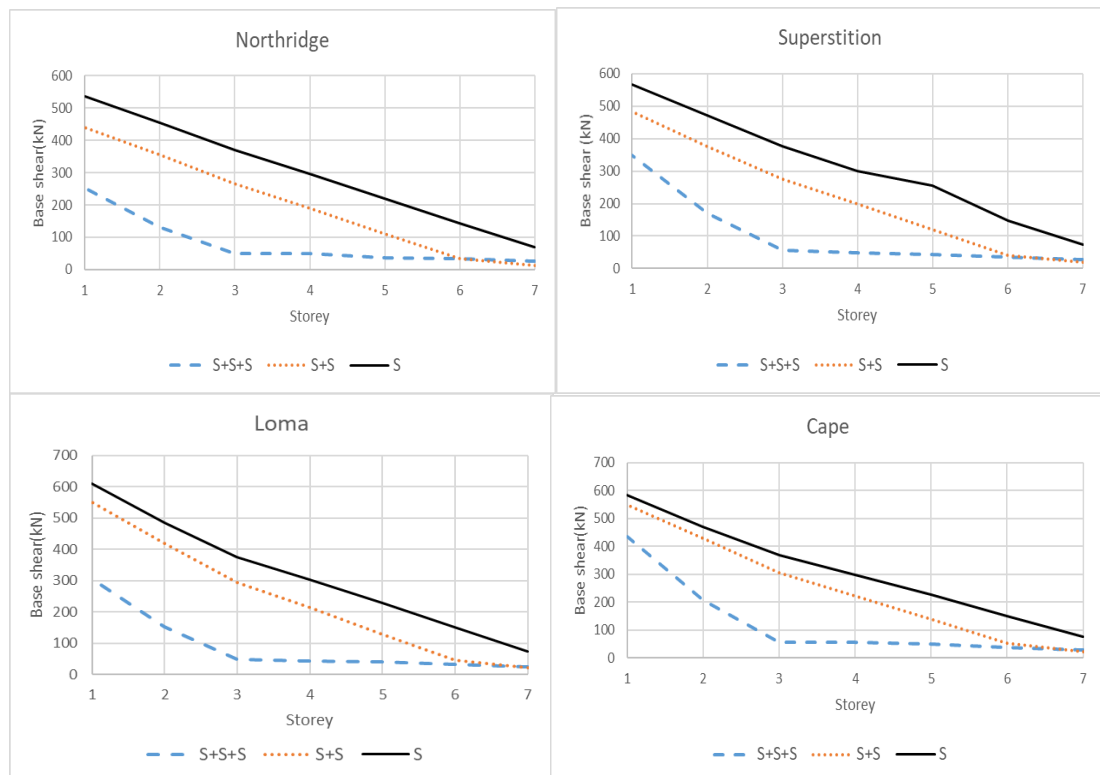 Northridge
Base shear(kN)
600
500
400
300
200
100
0
1 2 3 4 5 6 7
Storey
S+S+S S+S S
Superstition
Base shear (kN)
600
500
400
300
200
100
0
1 2 3 4 5 6 7
Storey
S+S+S S+S S
Loma
Base shear(kN)
700
600
500
400
300
200
100
0
1 2 3 4 5 6 7
Storey
S+S+S S+S S
Cape
Base shear(kN)
700
600
500
400
300
200
100
0
1 2 3 4 5 6 7
Storey
S+S+S S+S S